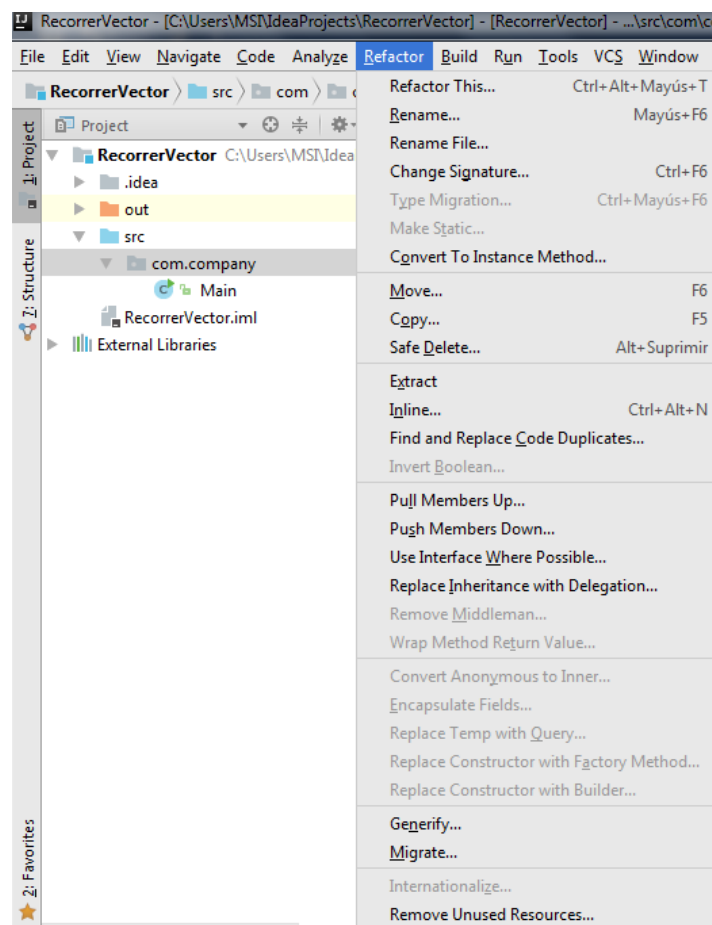 RecorrerVector - [C:\Users\MSI\IdeaProjects\RecorrerVector] - [RecorrerVector] - ...\src\com\c
File Edit View Navigate Code Analyze Refactor Build Run Tools VCS Window
RecorrerVector src com
Project
1: Project
7: Structure
2: Favorites
RecorrerVector C:\Users\MSI\Idea
.idea
out
src
com.company
Main
RecorrerVector.iml
External Libraries
Refactor This... Ctrl+Alt+Mayús+T
Rename... Mayús+F6
Rename File...
Change Signature... Ctrl+F6
Type Migration... Ctrl+Mayús+F6
Make Static...
Convert To Instance Method...
Move... F6
Copy... F5
Safe Delete... Alt+Suprimir
Extract
Inline... Ctrl+Alt+N
Find and Replace Code Duplicates...
Invert Boolean...
Pull Members Up...
Push Members Down...
Use Interface Where Possible...
Replace Inheritance with Delegation...
Remove Middleman...
Wrap Method Return Value...
Convert Anonymous to Inner...
Encapsulate Fields...
Replace Temp with Query...
Replace Constructor with Factory Method...
Replace Constructor with Builder...
Generify...
Migrate...
Internationalize...
Remove Unused Resources...